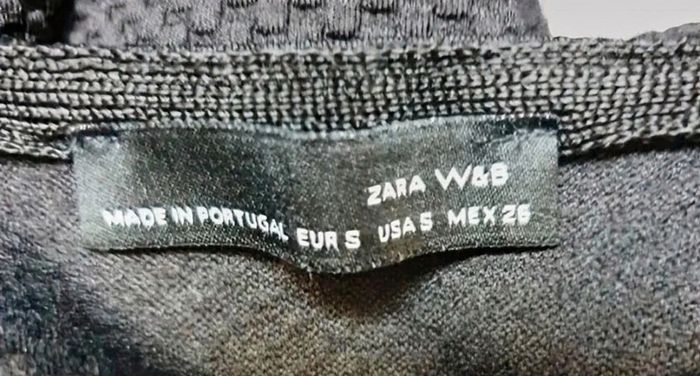 ZARA W&B
MADE IN PORTUGAL EUR S USA S MEX 26